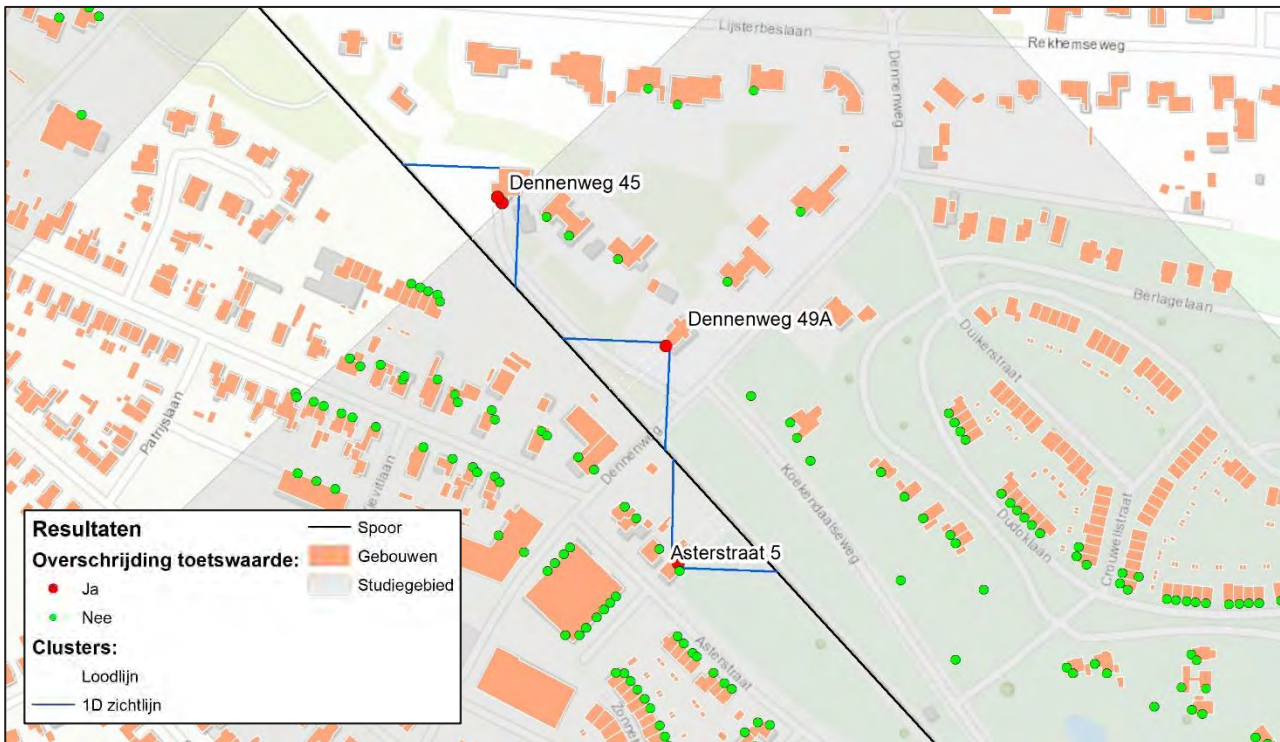 Lijsterbeslaan
Rekhemseweg
Dennenweg
Dennenweg 45
Berlagelaan
Dennenweg 49A
Duikerstraat
Patrijslaan
Dennenweg
Koekendaalseweg
Dudoklaan
Crouwelstraat
Asterstraat 5
Asterstraat
Resultaten
Overschrijding toetswaarde:
Ja
Nee
Clusters:
Loodlijn
1D zichtlijn
Spoor
Gebouwen
Studiegebied